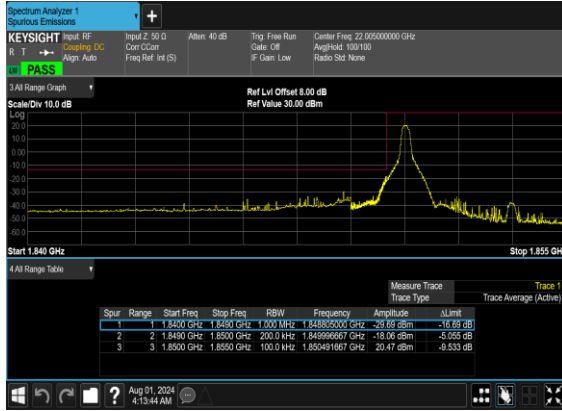 Spectrum Analyzer 1
Spurious Emissions
+
KEYSIGHT Input: RF Input Z: 50 Ω Atten: 40 dB Trig: Free Run Center Freq: 22.005000000 GHz
R T Coupling: DC Corr CCorr Gate: Off Avg|Hold: 100/100
Align: Auto Freq Ref: Int (S) IF Gain: Low Radio Std: None
PASS
3 All Range Graph
Ref Lvl Offset 8.00 dB
Scale/Div 10.0 dB Ref Value 30.00 dBm
Log
20.0
10.0
0.00
-10.0
-20.0
-30.0
-40.0
-50.0
-60.0
Start 1.840 GHz Stop 1.855 GH
4 All Range Table
Measure Trace Trace 1
Trace Type Trace Average (Active)
Spur Range Start Freq Stop Freq RBW Frequency Amplitude ΔLimit
1 1 1.8400 GHz 1.8490 GHz 1.000 MHz 1.848805000 GHz -29.69 dBm -16.69 dB
2 2 1.8490 GHz 1.8500 GHz 200.0 kHz 1.849996667 GHz -18.06 dBm -5.055 dB
3 3 1.8500 GHz 1.8550 GHz 100.0 kHz 1.850491667 GHz 20.47 dBm -9.533 dB
? Aug 01, 2024
4:13:44 AM